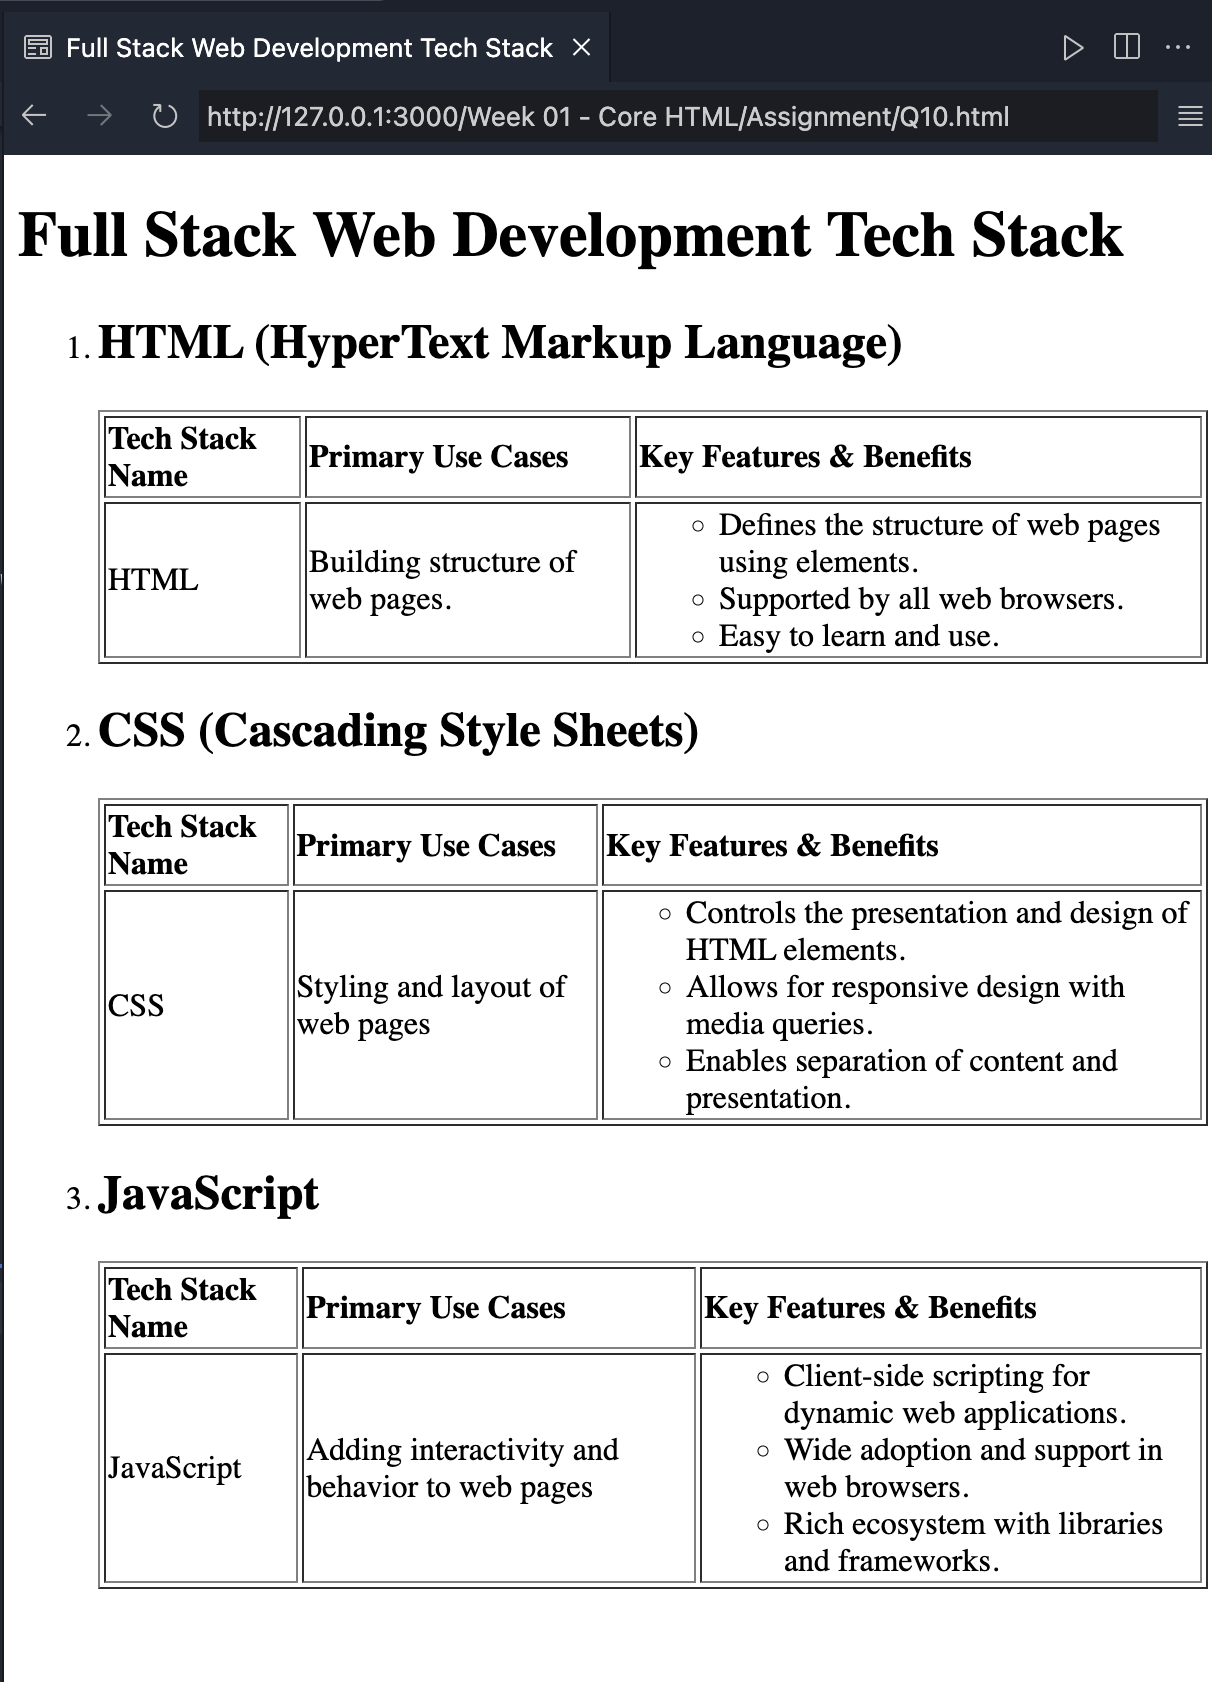 Full Stack Web Development Tech Stack
http://127.0.0.1:3000/Week 01 - Core HTML/Assignment/Q10.html
Full Stack Web Development Tech Stack
1. HTML (HyperText Markup Language)
Tech Stack
Name
Primary Use Cases
Key Features & Benefits
HTML
Building structure of
web pages.
Defines the structure of web pages
using elements.
Supported by all web browsers.
Easy to learn and use.
2. CSS (Cascading Style Sheets)
Tech Stack
Name
Primary Use Cases
Key Features & Benefits
CSS
Styling and layout of
web pages
Controls the presentation and design of
HTML elements.
Allows for responsive design with
media queries.
Enables separation of content and
presentation.
3. JavaScript
Tech Stack
Name
Primary Use Cases
Key Features & Benefits
JavaScript
Adding interactivity and
behavior to web pages
Client-side scripting for
dynamic web applications.
Wide adoption and support in
web browsers.
Rich ecosystem with libraries
and frameworks.